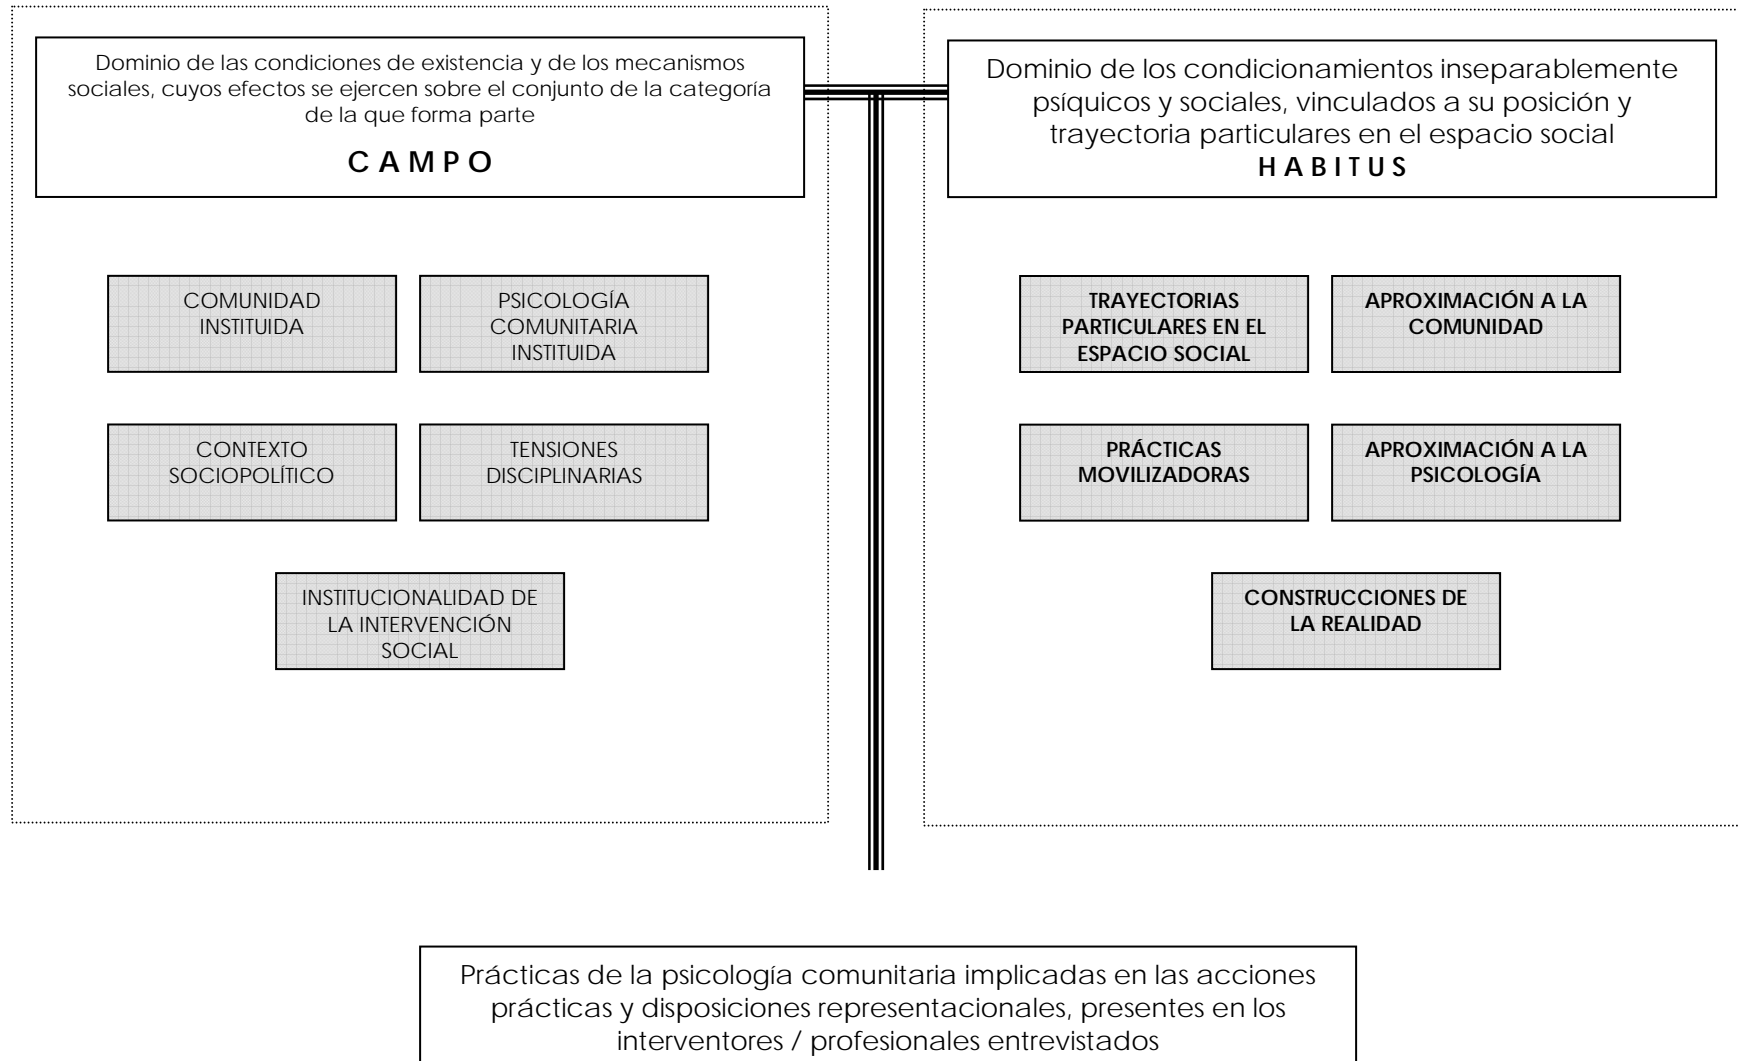 Dominio de las condiciones de existencia y de los mecanismos
sociales, cuyos efectos se ejercen sobre el conjunto de la categoría
de la que forma parte
CAMPO
Dominio de los condicionamientos inseparablemente
psíquicos y sociales, vinculados a su posición y
trayectoria particulares en el espacio social
HABITUS
COMUNIDAD
INSTITUIDA
PSICOLOGÍA
COMUNITARIA
INSTITUIDA
CONTEXTO
SOCIOPOLÍTICO
TENSIONES
DISCIPLINARIAS
INSTITUCIONALIDAD DE
LA INTERVENCIÓN
SOCIAL
TRAYECTORIAS
PARTICULARES EN EL
ESPACIO SOCIAL
APROXIMACIÓN A LA
COMUNIDAD
PRÁCTICAS
MOVILIZADORAS
APROXIMACIÓN A LA
PSICOLOGÍA
CONSTRUCCIONES DE
LA REALIDAD
Prácticas de la psicología comunitaria implicadas en las acciones
prácticas y disposiciones representacionales, presentes en los
interventores / profesionales entrevistados